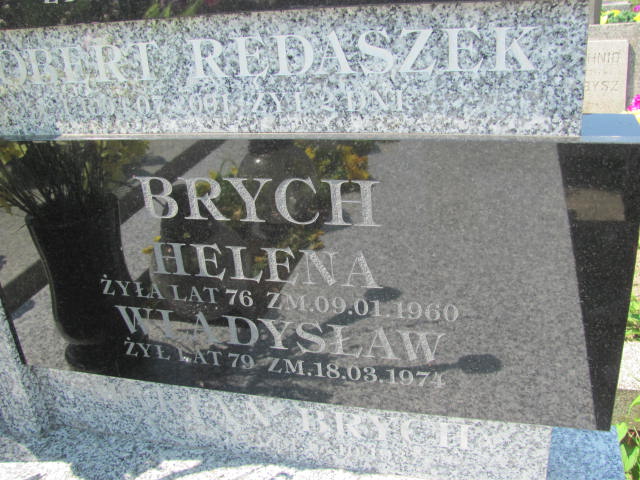 ROBERT REDASZEK
ŻYŁ 2 DNI
BRYCH
HELENA
ŻYŁA LAT 76 ZM.09.01.1960
WŁADYSŁAW
ŻYŁ LAT 79 ZM.18.03.1974
BRYCH